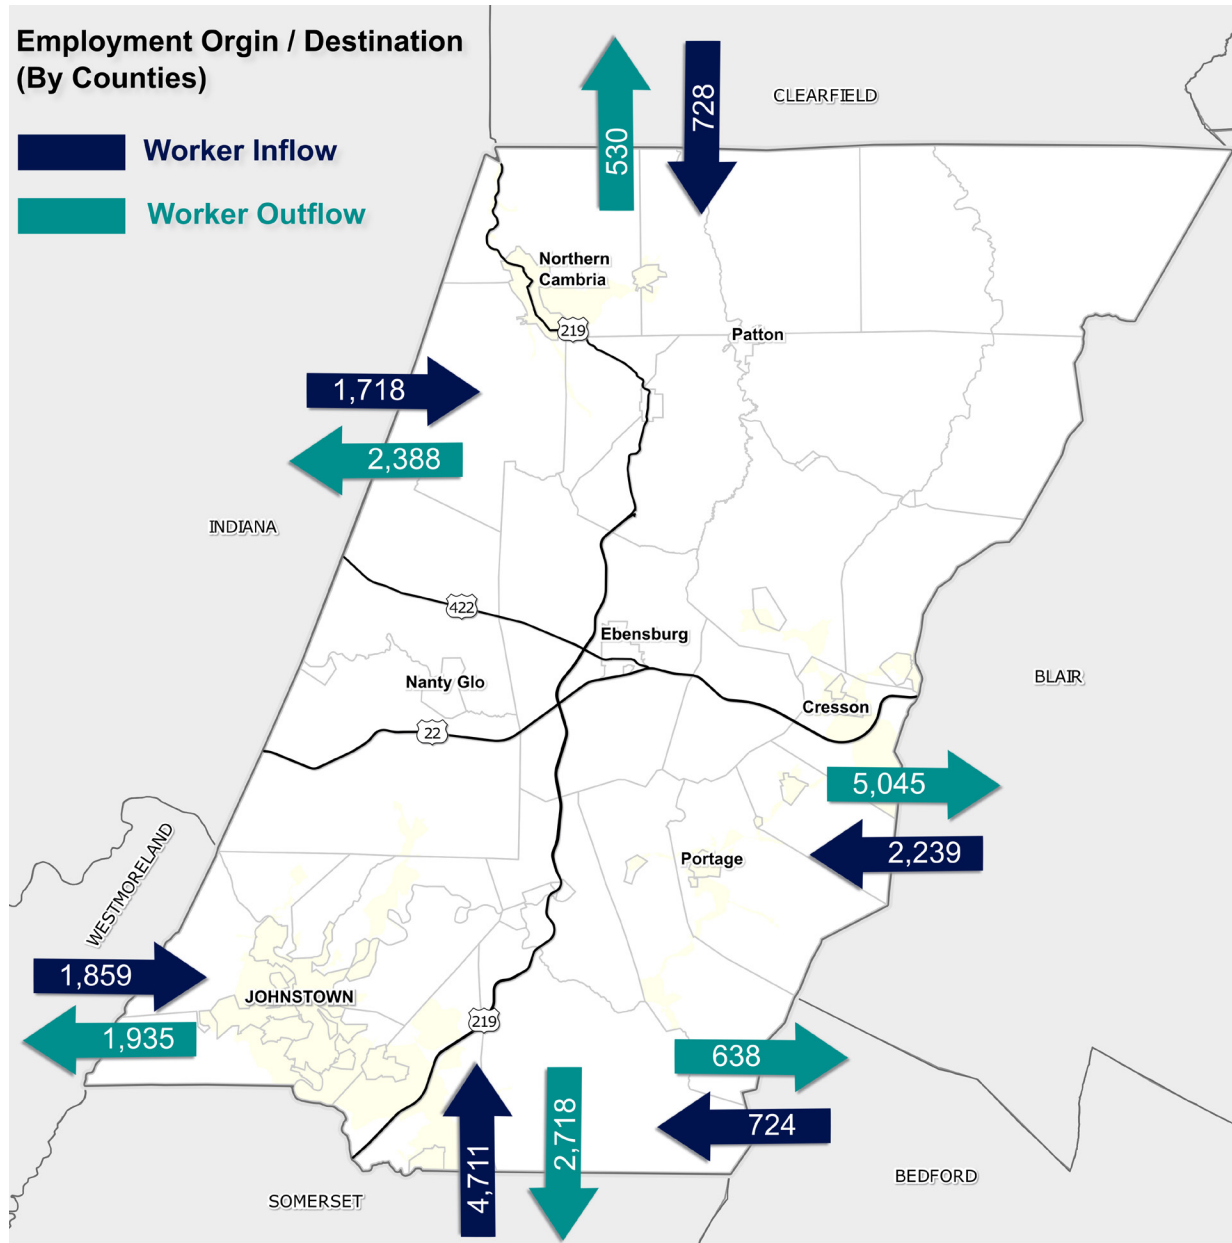 Employment Orgin / Destination
(By Counties)
Worker Inflow
Worker Outflow
530
728
CLEARFIELD
Northern
Cambria
219
Patton
1,718
2,388
INDIANA
422
Ebensburg
Nanty Glo
BLAIR
Cresson
22
5,045
2,239
Portage
WESTMORELAND
1,859
JOHNSTOWN
219
1,935
638
724
4,711
2,718
BEDFORD
SOMERSET